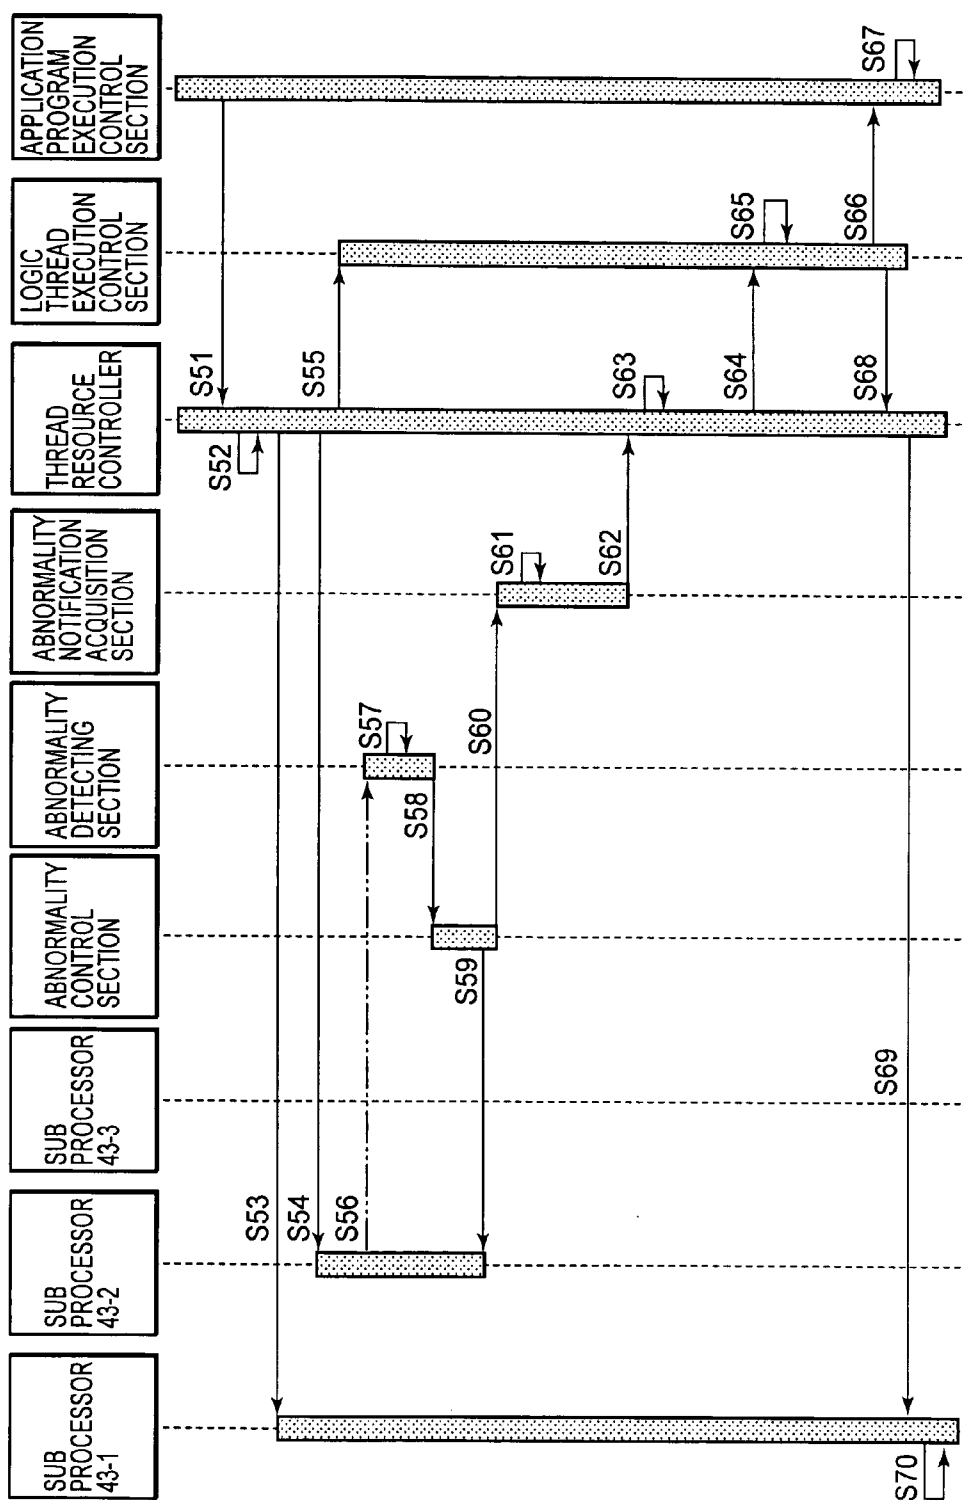 SUB
PROCESSOR
43-1
SUB
PROCESSOR
43-2
SUB
PROCESSOR
43-3
ABNORMALITY
CONTROL
SECTION
ABNORMALITY
DETECTING
SECTION
ABNORMALITY
NOTIFICATION
ACQUISITION
SECTION
THREAD
RESOURCE
CONTROLLER
LOGIC
THREAD
EXECUTION
CONTROL
SECTION
APPLICATION
PROGRAM
EXECUTION
CONTROL
SECTION
S51
S52
S53
S54
S55
S56
S57
S58
S59
S60
S61
S62
S63
S64
S65
S66
S67
S68
S69
S70